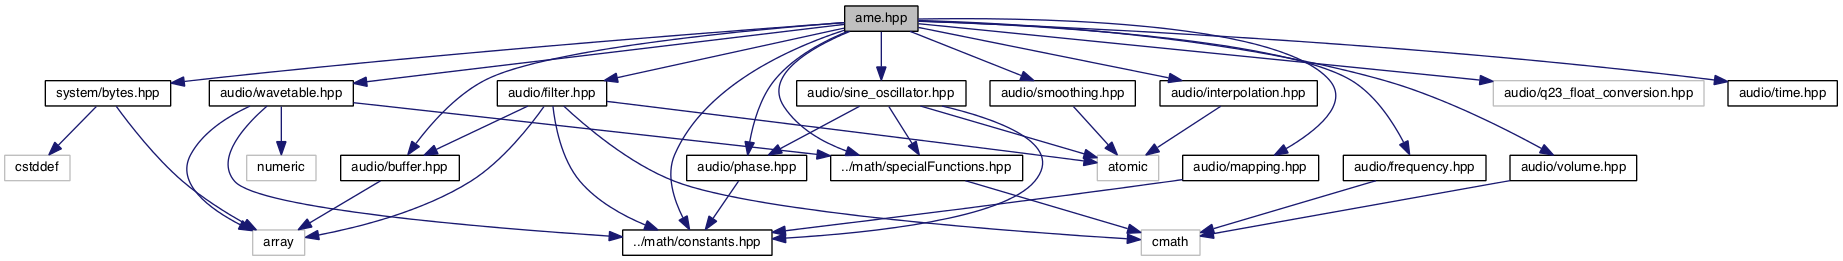 ame.hpp
system/bytes.hpp
audio/wavetable.hpp
audio/filter.hpp
audio/sine_oscillator.hpp
audio/smoothing.hpp
audio/interpolation.hpp
audio/q23_float_conversion.hpp
audio/time.hpp
cstddef
numeric
audio/buffer.hpp
audio/phase.hpp
../math/specialFunctions.hpp
atomic
audio/mapping.hpp
audio/frequency.hpp
audio/volume.hpp
array
../math/constants.hpp
cmath